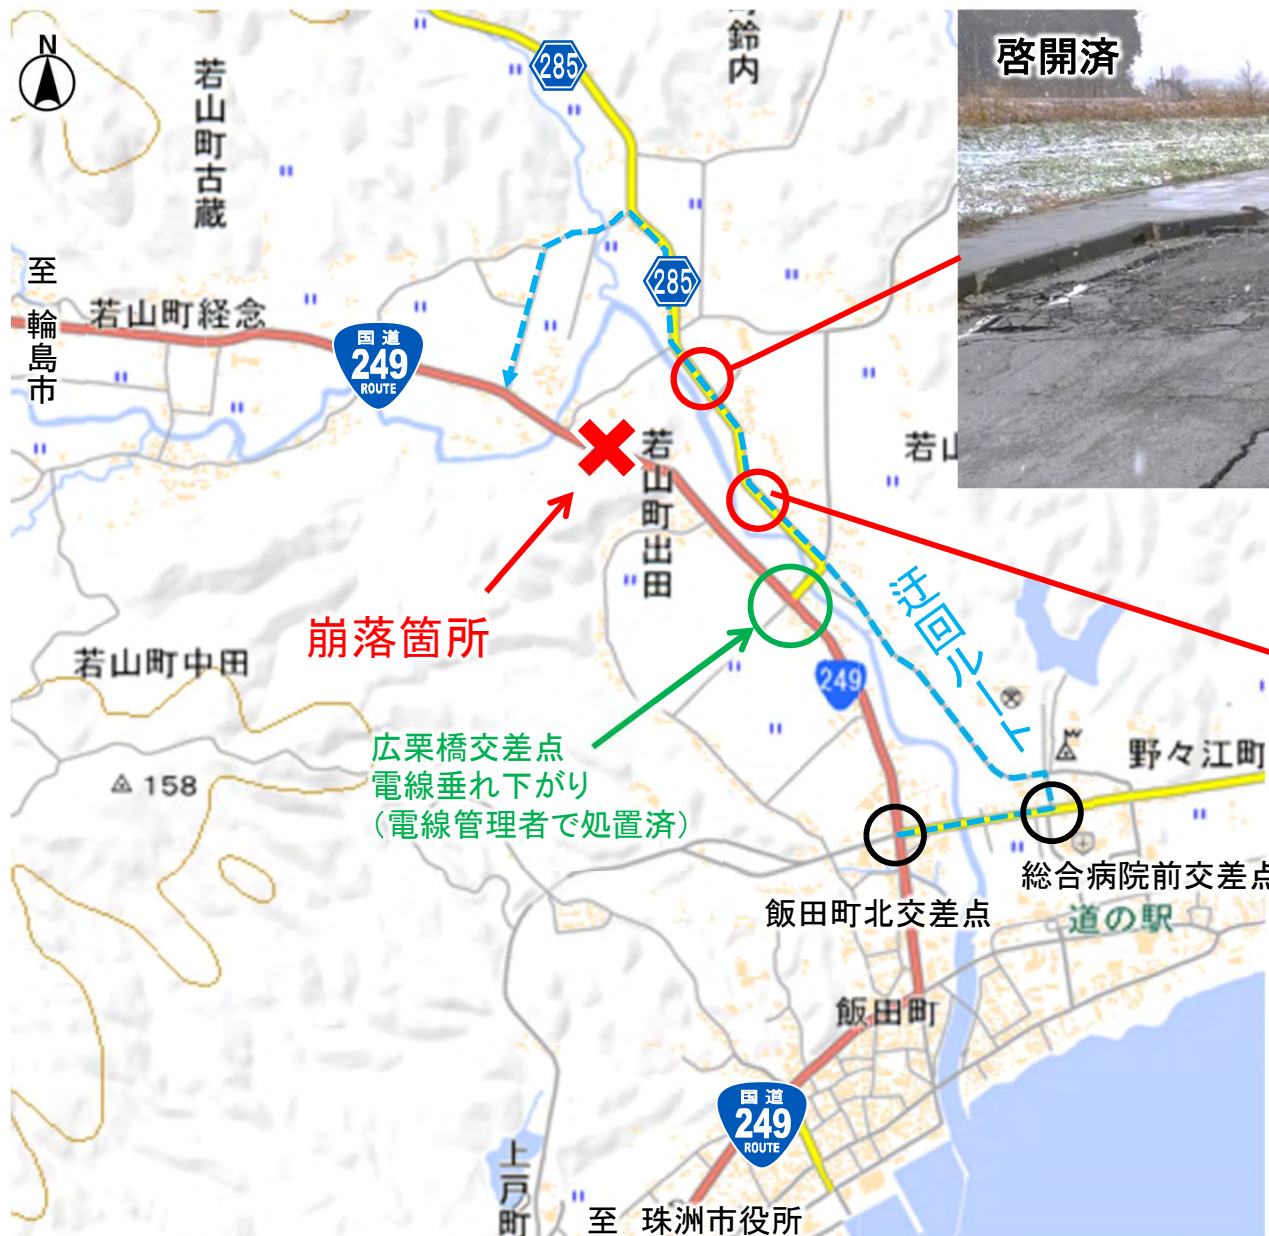 N
285
鈴内
啓開済
若山町古蔵
至 輪島市
若山町経念
国道
249
ROUTE
285
若山町出田
若山
崩落箇所
迂回ルート
若山町中田
249
広栗橋交差点
電線垂れ下がり
（電線管理者で処置済）
158
野々江町
総合病院前交差点
飯田町北交差点
道の駅
飯田町
国道
249
ROUTE
上戸町
至 珠洲市役所